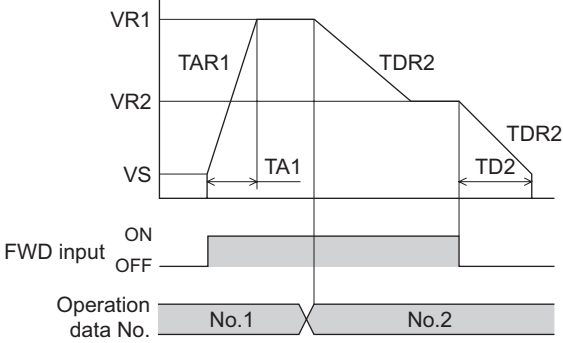 VR1
TAR1
TDR2
VR2
TDR2
VS
TA1
TD2
ON
FWD input
OFF
Operation
data No.
No.1
No.2